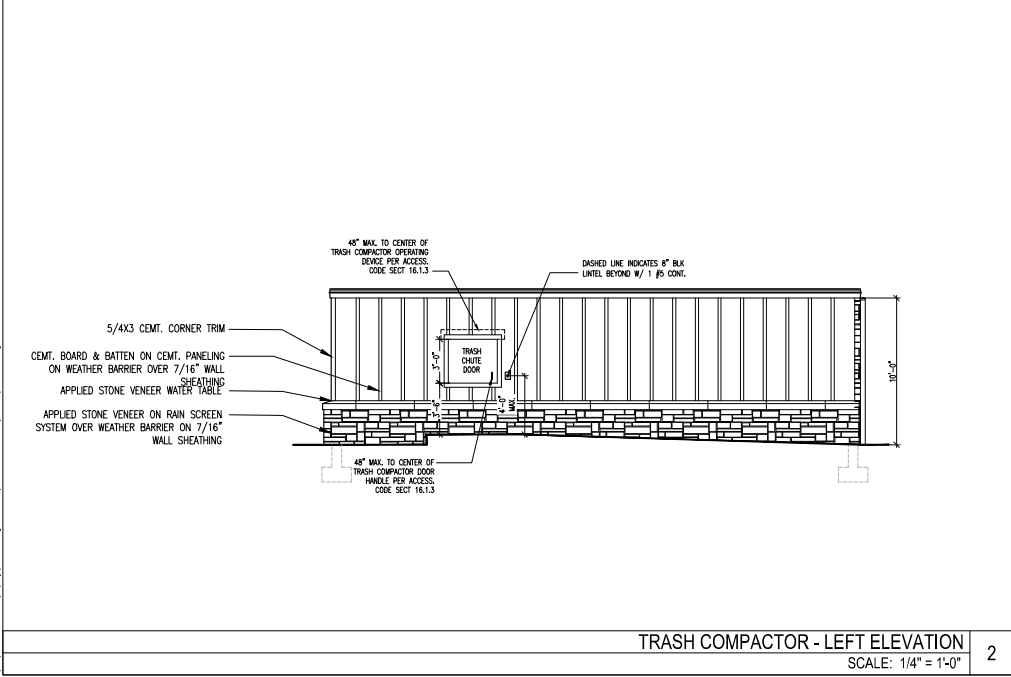 48" MAX. TO CENTER OF
TRASH COMPACTOR OPERATING
DEVICE PER ACCESS.
CODE SECT 16.1.3
DASHED LINE INDICATES 8" BLK
LINTEL BEYOND W/ 1 #5 CONT.
5/4X3 CEMT. CORNER TRIM
CEMT. BOARD & BATTEN ON CEMT. PANELING
ON WEATHER BARRIER OVER 7/16" WALL
SHEATHING
APPLIED STONE VENEER WATER TABLE
APPLIED STONE VENEER ON RAIN SCREEN
SYSTEM OVER WEATHER BARRIER ON 7/16"
WALL SHEATHING
TRASH
CHUTE
DOOR
3'-0"
3'-6"
4'-0"
MAX.
10'-0"
48" MAX. TO CENTER OF
TRASH COMPACTOR DOOR
HANDLE PER ACCESS.
CODE SECT 16.1.3
TRASH COMPACTOR - LEFT ELEVATION
SCALE: 1/4" = 1'-0"
2